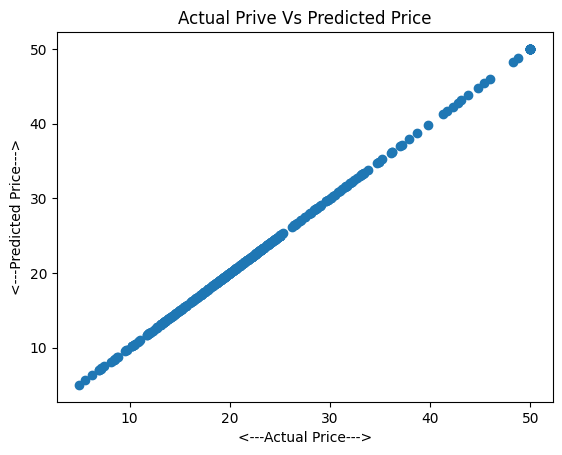 Actual Prive Vs Predicted Price
50
40
30
20
10
<---Predicted Price--->
10 20 30 40 50
<---Actual Price--->